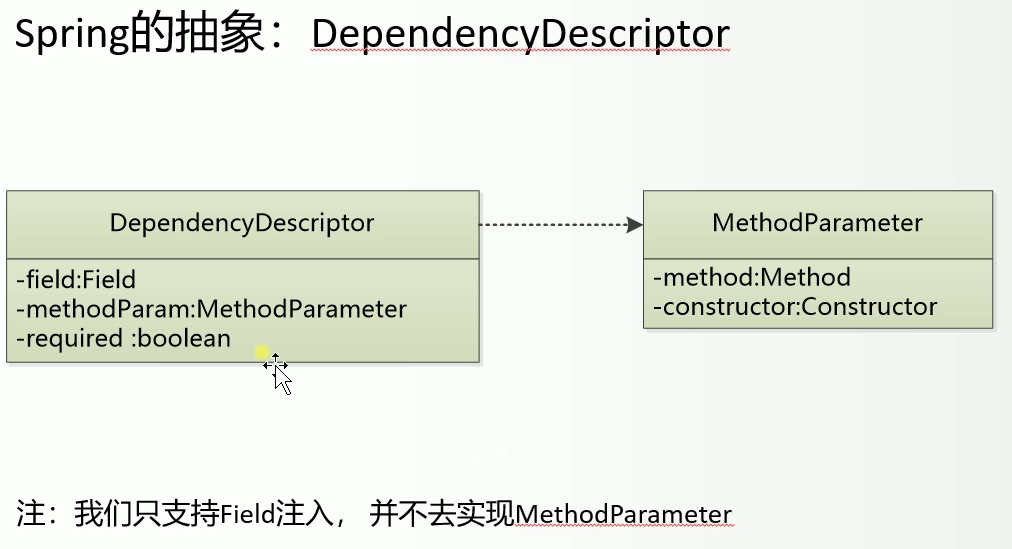 Spring的抽象：DependencyDescriptor
DependencyDescriptor
-field:Field
-methodParam:MethodParameter
-required :boolean
MethodParameter
-method:Method
-constructor:Constructor
注：我们只支持Field注入， 并不去实现MethodParameter